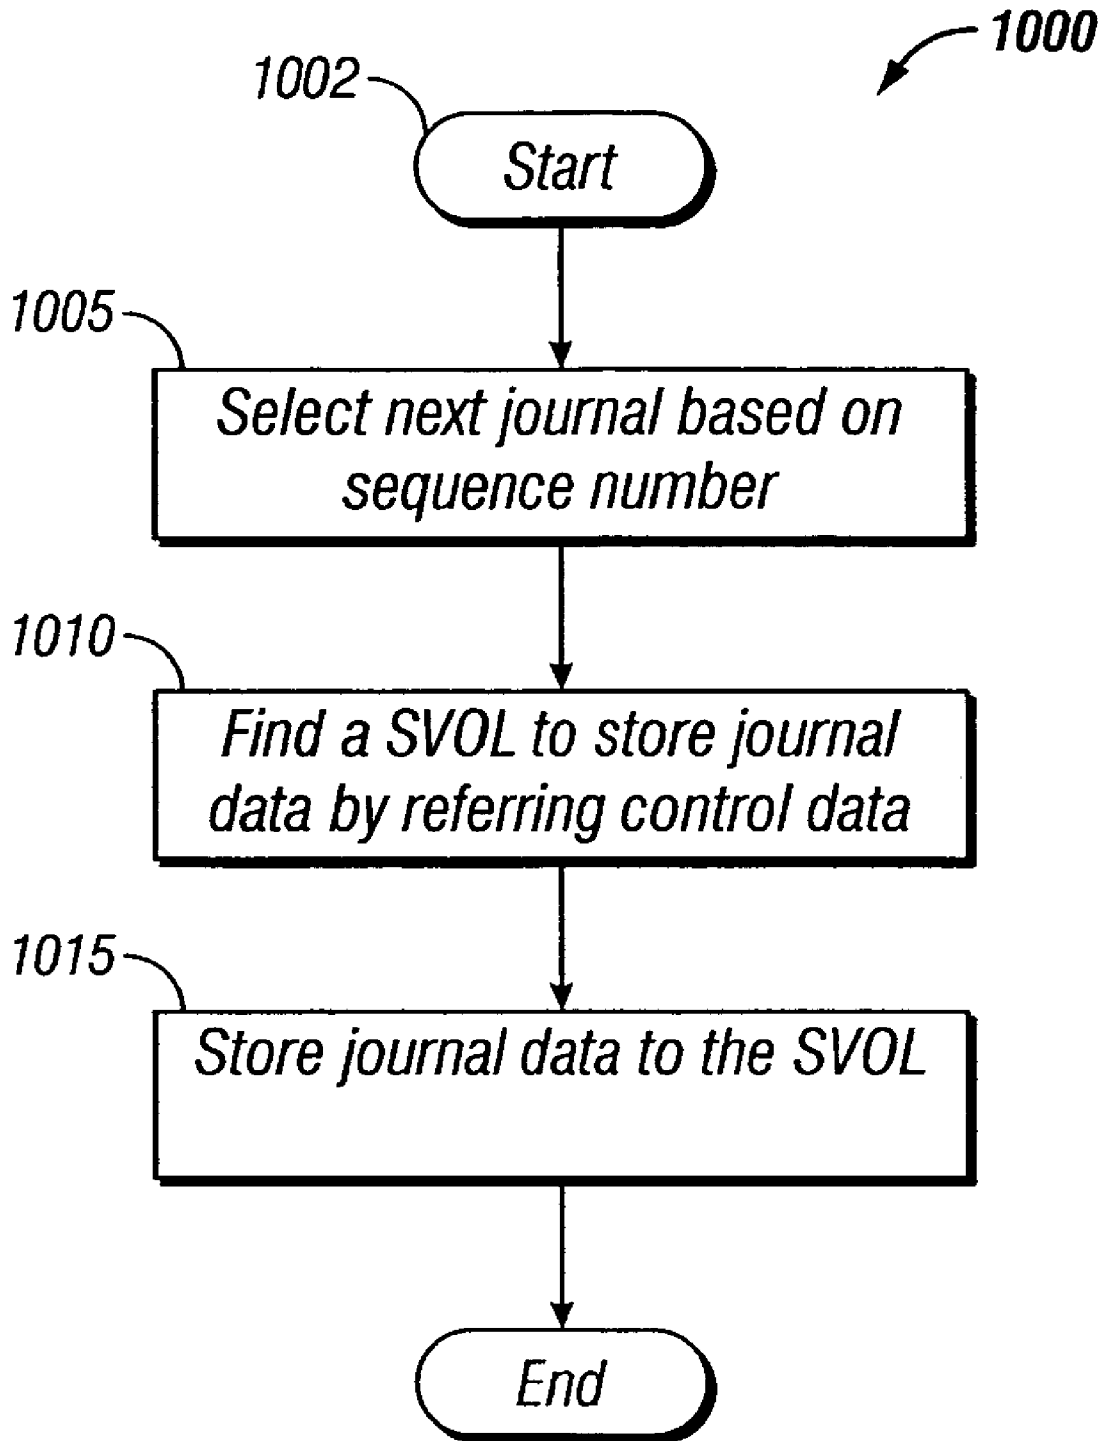 1000
1002
Start
1005
Select next journal based on
sequence number
1010
Find a SVOL to store journal
data by referring control data
1015
Store journal data to the SVOL
End